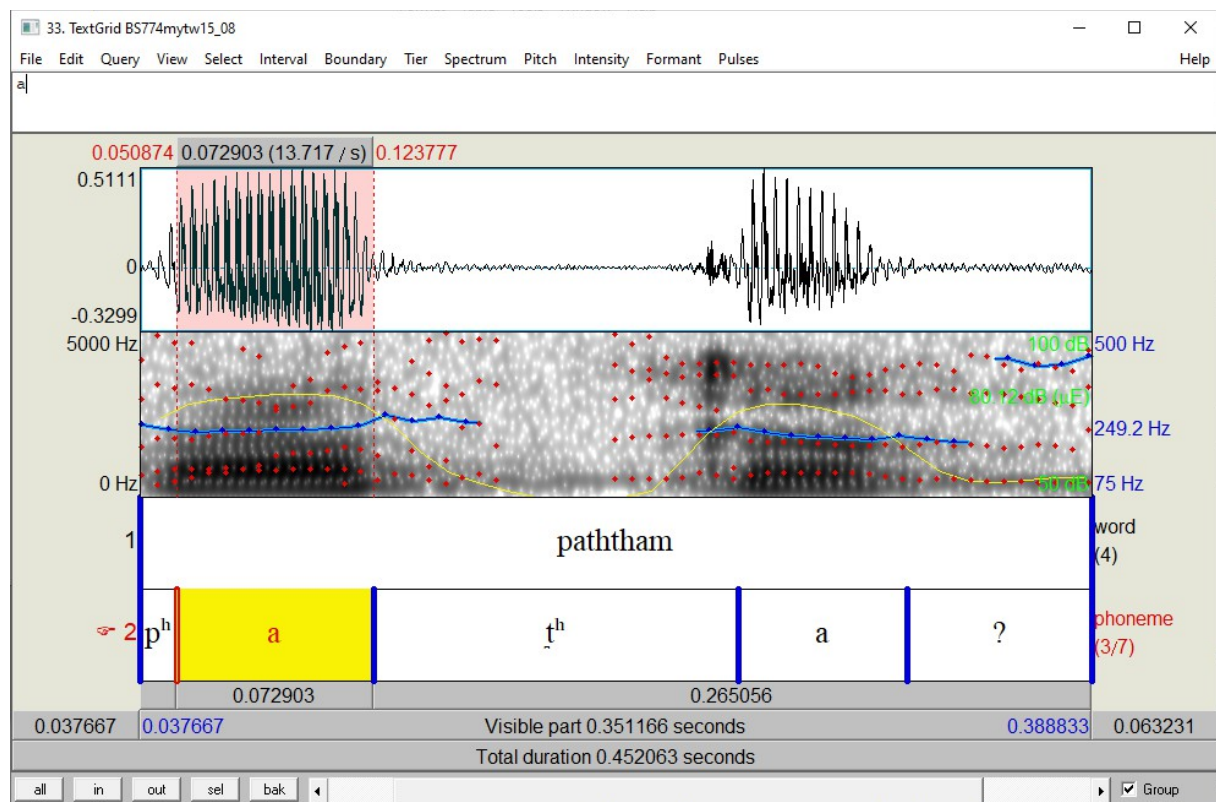 33. TextGrid BS774mytw15_08
File Edit Query View Select Interval Boundary Tier Spectrum Pitch Intensity Formant Pulses Help
a
0.050874 0.072903 (13.717 / s) 0.123777
0.5111
0
-0.3299
5000 Hz 100 dB 500 Hz
80.12 dB (µE)
249.2 Hz
0 Hz 50 dB 75 Hz
1 paththam word
(4)
☞ 2 pʰ a t̪ʰ a ? phoneme
(3/7)
0.072903 0.265056
0.037667 0.037667 Visible part 0.351166 seconds 0.388833 0.063231
Total duration 0.452063 seconds
all in out sel bak Group